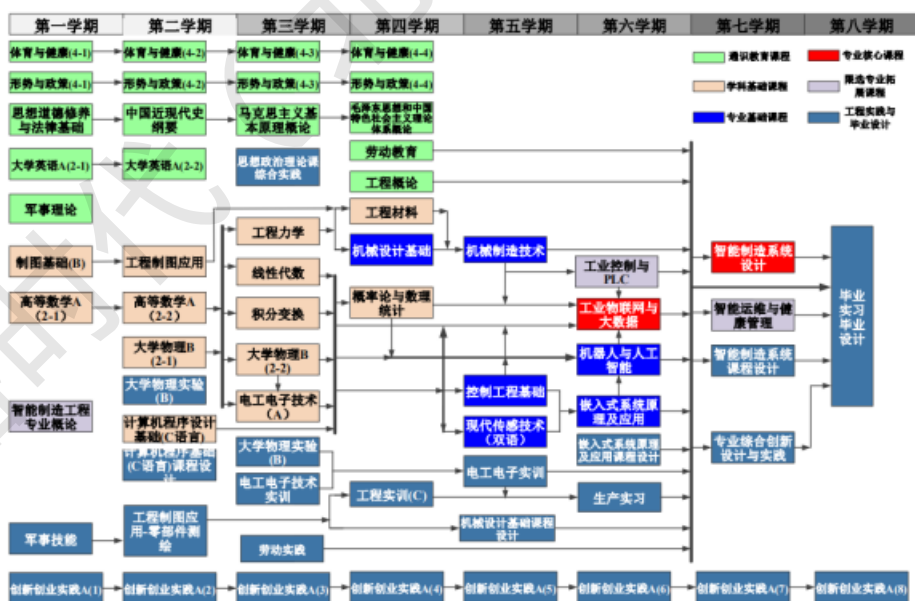 第一学期
第二学期
第三学期
第四学期
第五学期
第六学期
第七学期
第八学期
体育与健康(4-1)
体育与健康(4-2)
体育与健康(4-3)
体育与健康(4-4)
通识教育课程
专业核心课程
形势与政策(4-1)
形势与政策(4-2)
形势与政策(4-3)
形势与政策(4-4)
学科基础课程
限选专业拓
展课程
思想道德修养
与法律基础
中国近现代史
纲要
马克思主义基
本原理概论
毛泽东思想和中国
特色社会主义理论
体系概论
专业基础课程
工程实践与
毕业设计
大学英语A(2-1)
大学英语A(2-2)
思想政治理论课
综合实践
劳动教育
工程概论
军事理论
工程力学
工程材料
机械设计基础
机械制造技术
制图基础(B)
工程制图应用
线性代数
工业控制与
PLC
智能制造系统
设计
高等数学A
(2-1)
高等数学A
(2-2)
积分变换
概率论与数理
统计
工业物联网与
大数据
智能运维与健
康管理
毕业
实习
毕业
设计
大学物理B
(2-1)
大学物理B
(2-2)
机器人与人工
智能
智能制造系统
课程设计
大学物理实验
(B)
电工电子技术
(A)
控制工程基础
嵌入式系统原
理及应用
智能制造工程
专业概论
计算机程序设计
基础(C语言)
现代传感技术
(双语)
计算机程序基础
(C语言)课程设
计
大学物理实验
(B)
嵌入式系统原理
及应用课程设计
专业综合创新
设计与实践
电工电子技术
实训
电工电子实训
工程实训(C)
生产实习
军事技能
工程制图应
用-零部件测
绘
机械设计基础课程
设计
劳动实践
创新创业实践A(1)
创新创业实践A(2)
创新创业实践A(3)
创新创业实践A(4)
创新创业实践A(5)
创新创业实践A(6)
创新创业实践A(7)
创新创业实践A(8)